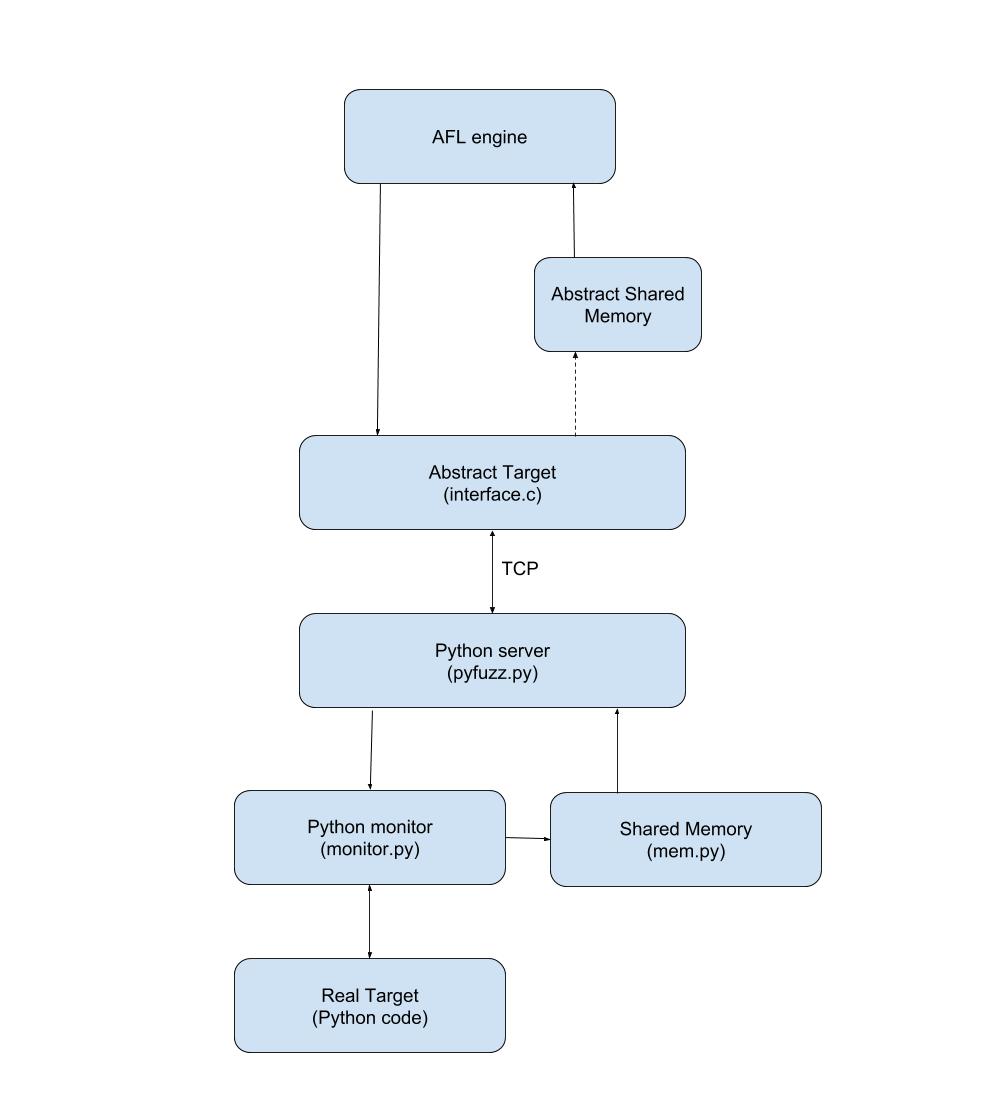 AFL engine
Abstract Shared
Memory
Abstract Target
(interface.c)
TCP
Python server
(pyfuzz.py)
Python monitor
(monitor.py)
Shared Memory
(mem.py)
Real Target
(Python code)